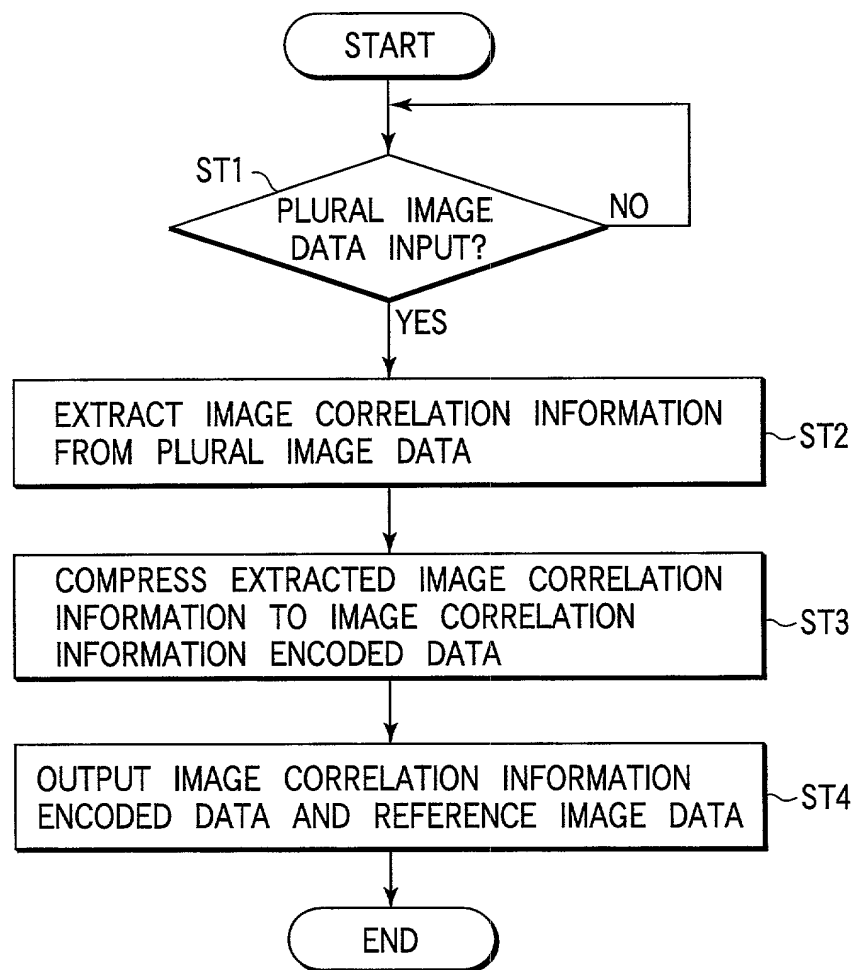 START
ST1
PLURAL IMAGE
DATA INPUT?
NO
YES
EXTRACT IMAGE CORRELATION INFORMATION
FROM PLURAL IMAGE DATA
ST2
COMPRESS EXTRACTED IMAGE CORRELATION
INFORMATION TO IMAGE CORRELATION
INFORMATION ENCODED DATA
ST3
OUTPUT IMAGE CORRELATION INFORMATION
ENCODED DATA AND REFERENCE IMAGE DATA
ST4
END